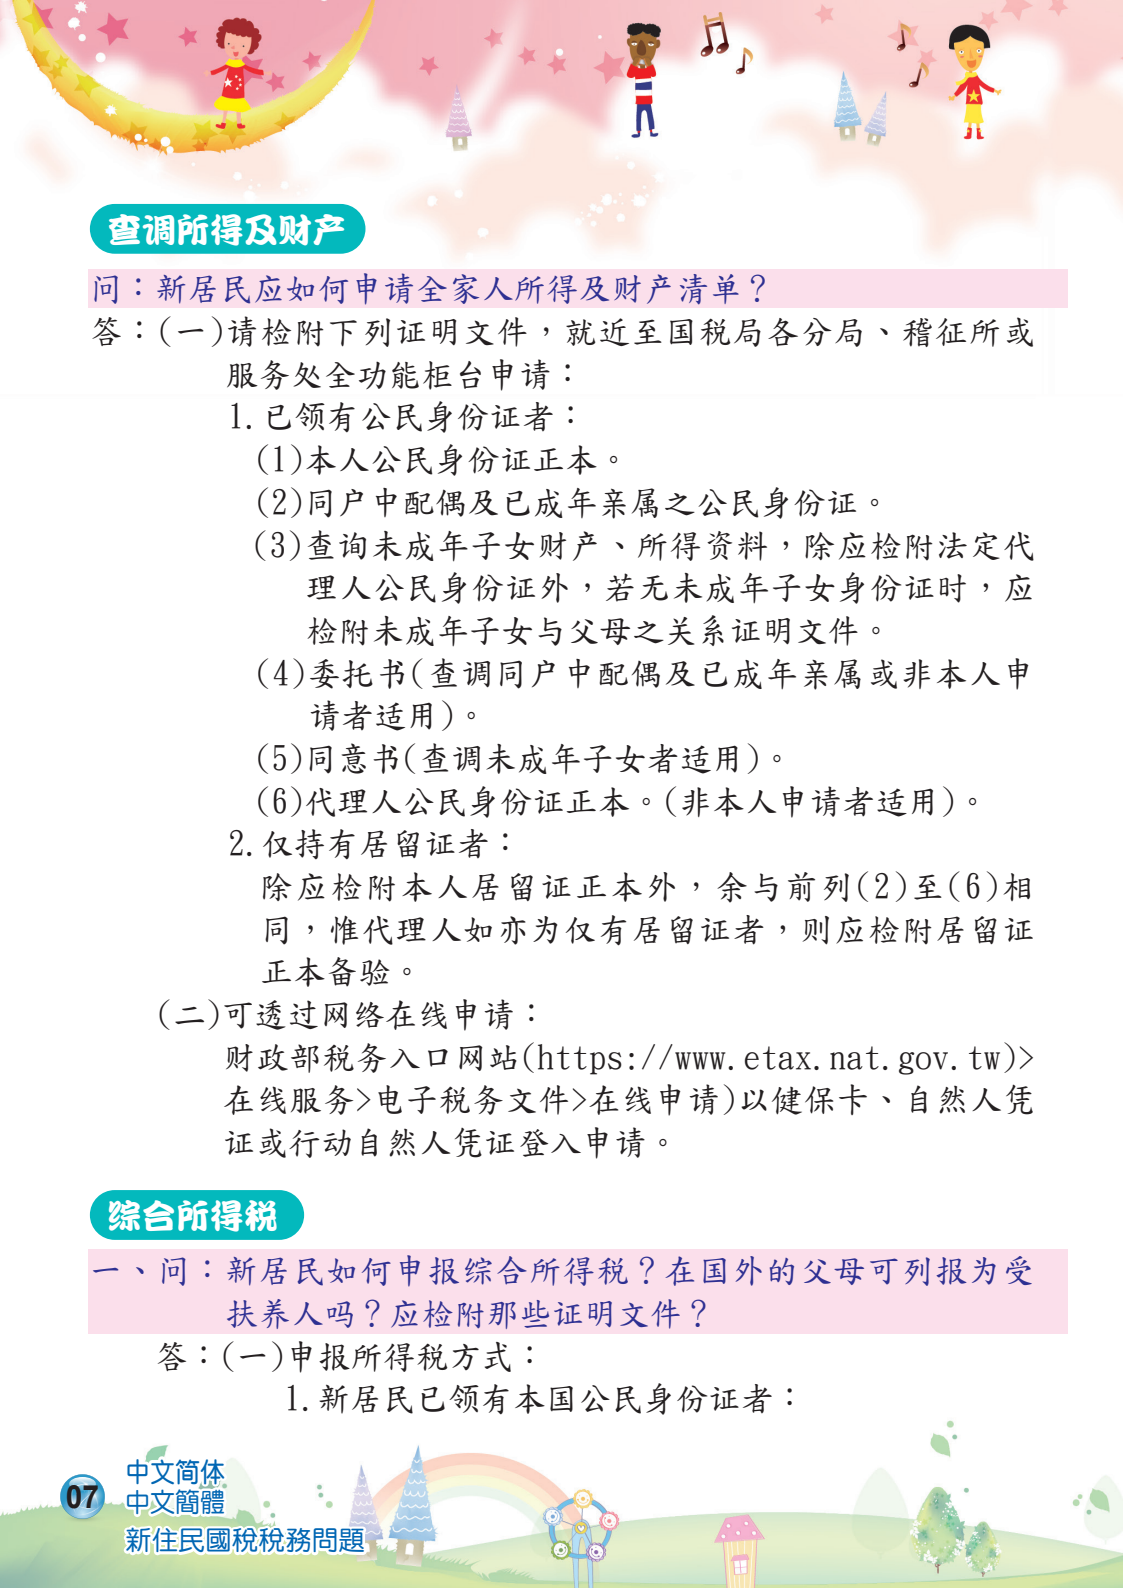 查调所得及财产
问：新居民应如何申请全家人所得及财产清单？
答：(一)请检附下列证明文件，就近至国税局各分局、稽征所或
服务处全功能柜台申请：
1.已领有公民身份证者：
(1)本人公民身份证正本。
(2)同户中配偶及已成年亲属之公民身份证。
(3)查询未成年子女财产、所得资料，除应检附法定代
理人公民身份证外，若无未成年子女身份证时，应
检附未成年子女与父母之关系证明文件。
(4)委托书(查调同户中配偶及已成年亲属或非本人申
请者适用)。
(5)同意书(查调未成年子女者适用)。
(6)代理人公民身份证正本。(非本人申请者适用)。
2.仅持有居留证者：
除应检附本人居留证正本外，余与前列(2)至(6)相
同，惟代理人如亦为仅有居留证者，则应检附居留证
正本备验。
(二)可透过网络在线申请：
财政部税务入口网站(https://www.etax.nat.gov.tw)>
在线服务>电子税务文件>在线申请)以健保卡、自然人凭
证或行动自然人凭证登入申请。
综合所得税
一、问：新居民如何申报综合所得税？在国外的父母可列报为受
扶养人吗？应检附那些证明文件？
答：(一)申报所得税方式：
1.新居民已领有本国公民身份证者：
07
中文简体
中文簡體
新住民國稅稅務問題